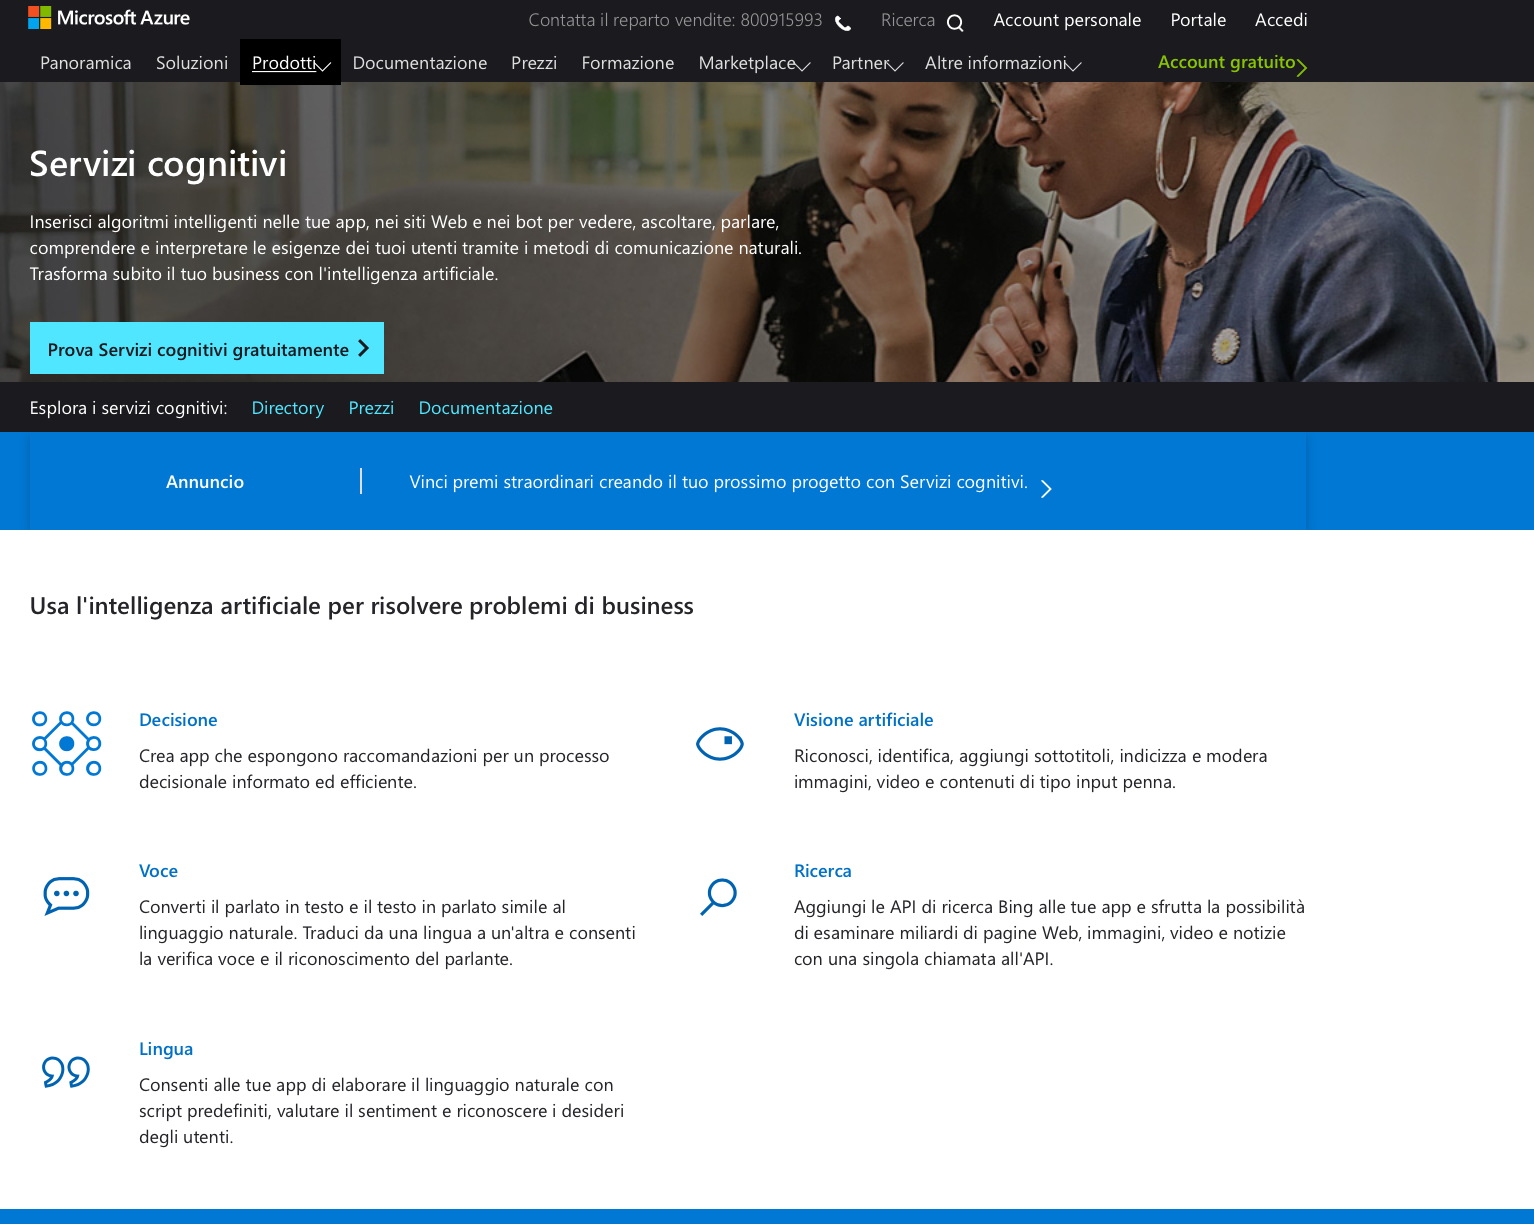 Microsoft Azure
Contatta il reparto vendite: 800915993
Ricerca
Account personale
Portale
Accedi
Panoramica
Soluzioni
Prodotti
Documentazione
Prezzi
Formazione
Marketplace
Partner
Altre informazioni
Account gratuito
Servizi cognitivi
Inserisci algoritmi intelligenti nelle tue app, nei siti Web e nei bot per vedere, ascoltare, parlare,
comprendere e interpretare le esigenze dei tuoi utenti tramite i metodi di comunicazione naturali.
Trasforma subito il tuo business con l'intelligenza artificiale.
Prova Servizi cognitivi gratuitamente
Esplora i servizi cognitivi:
Directory
Prezzi
Documentazione
Annuncio
Vinci premi straordinari creando il tuo prossimo progetto con Servizi cognitivi.
Usa l'intelligenza artificiale per risolvere problemi di business
Decisione
Crea app che espongono raccomandazioni per un processo
decisionale informato ed efficiente.
Visione artificiale
Riconosci, identifica, aggiungi sottotitoli, indicizza e modera
immagini, video e contenuti di tipo input penna.
Voce
Converti il parlato in testo e il testo in parlato simile al
linguaggio naturale. Traduci da una lingua a un'altra e consenti
la verifica voce e il riconoscimento del parlante.
Ricerca
Aggiungi le API di ricerca Bing alle tue app e sfrutta la possibilità
di esaminare miliardi di pagine Web, immagini, video e notizie
con una singola chiamata all'API.
Lingua
Consenti alle tue app di elaborare il linguaggio naturale con
script predefiniti, valutare il sentiment e riconoscere i desideri
degli utenti.